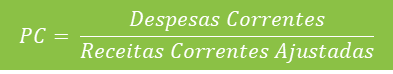 Despesas Correntes
PC =
Receitas Correntes Ajustadas